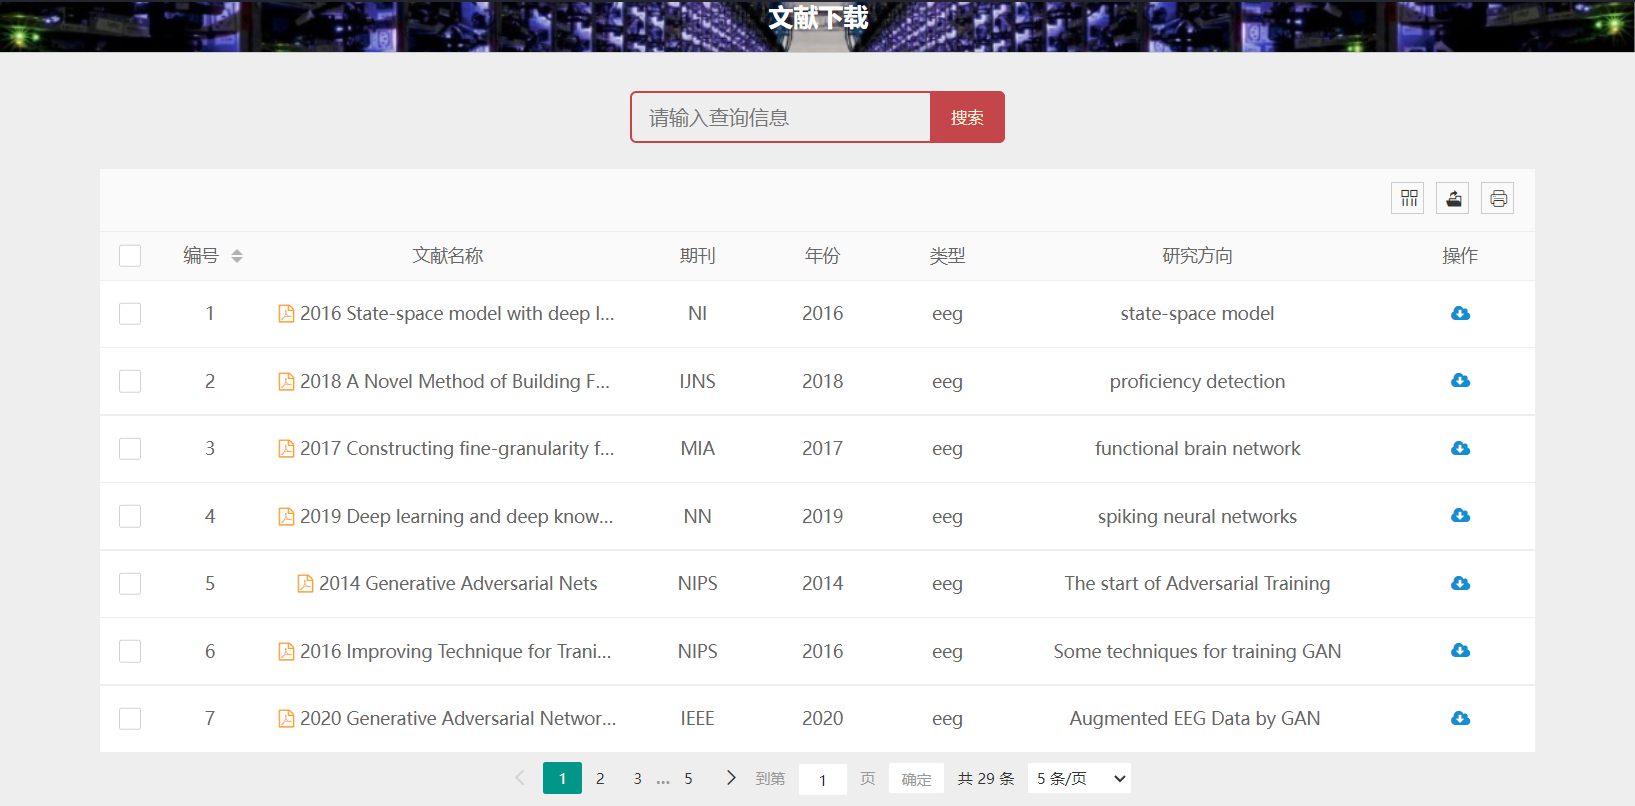 文献下载
请输入查询信息 搜索
编号 文献名称 期刊 年份 类型 研究方向 操作
1 2016 State-space model with deep l... NI 2016 eeg state-space model
2 2018 A Novel Method of Building F... IJNS 2018 eeg proficiency detection
3 2017 Constructing fine-granularity f... MIA 2017 eeg functional brain network
4 2019 Deep learning and deep know... NN 2019 eeg spiking neural networks
5 2014 Generative Adversarial Nets NIPS 2014 eeg The start of Adversarial Training
6 2016 Improving Technique for Trani... NIPS 2016 eeg Some techniques for training GAN
7 2020 Generative Adversarial Networ... IEEE 2020 eeg Augmented EEG Data by GAN
1 2 3 ... 5 到第 1 页 确定 共 29 条 5 条/页